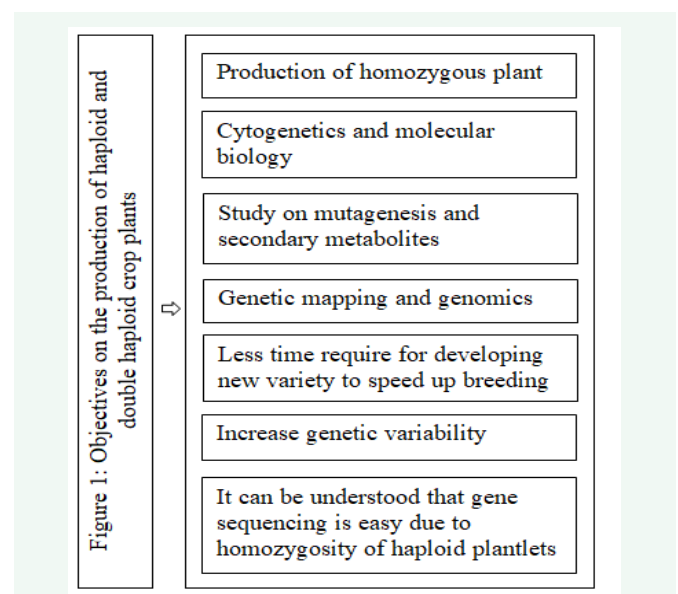 Figure 1: Objectives on the production of haploid and
double haploid crop plants
Production of homozygous plant
Cytogenetics and molecular
biology
Study on mutagenesis and
secondary metabolites
Genetic mapping and genomics
Less time require for developing
new variety to speed up breeding
Increase genetic variability
It can be understood that gene
sequencing is easy due to
homozygosity of haploid plantlets